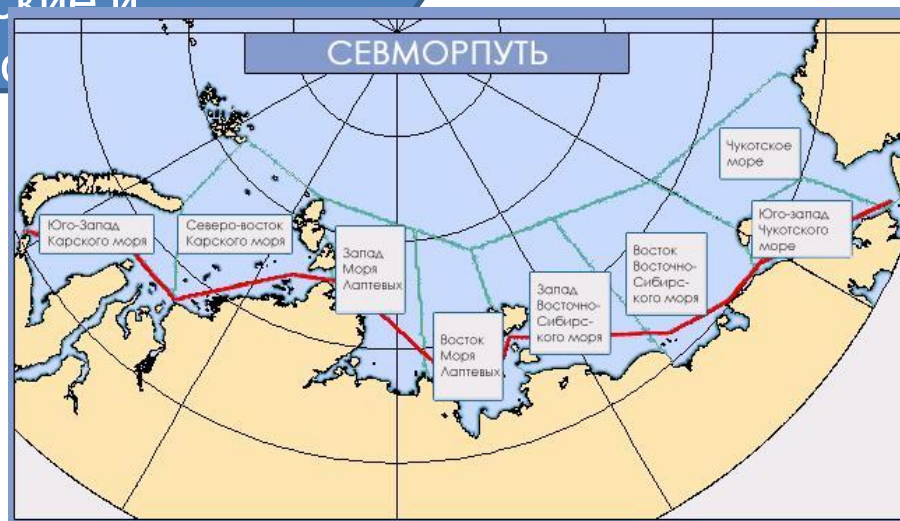 СЕВМОРПУТЬ
Чукотское
море
Юго-Запад
Карского моря
Северо-восток
Карского моря
Запад
Моря
Лаптевых
Восток
Моря
Лаптевых
Запад
Восточно-
Сибирс-
кого моря
Восток
Восточно-
Сибирс-
кого моря
Юго-запад
Чукотского
море